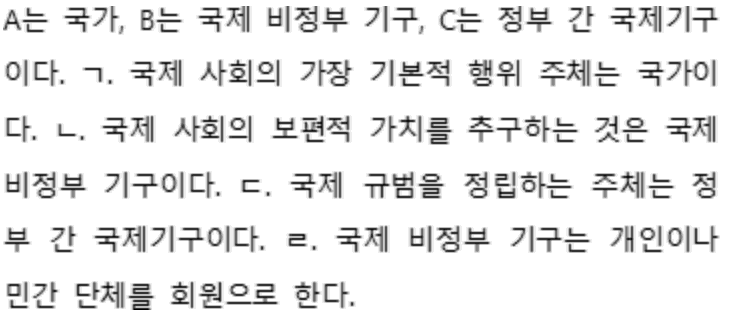 A는 국가, B는 국제 비정부 기구, C는 정부 간 국제기구
이다. ㄱ. 국제 사회의 가장 기본적 행위 주체는 국가이
다. ㄴ. 국제 사회의 보편적 가치를 추구하는 것은 국제
비정부 기구이다. ㄷ. 국제 규범을 정립하는 주체는 정
부 간 국제기구이다. ㄹ. 국제 비정부 기구는 개인이나
민간 단체를 회원으로 한다.